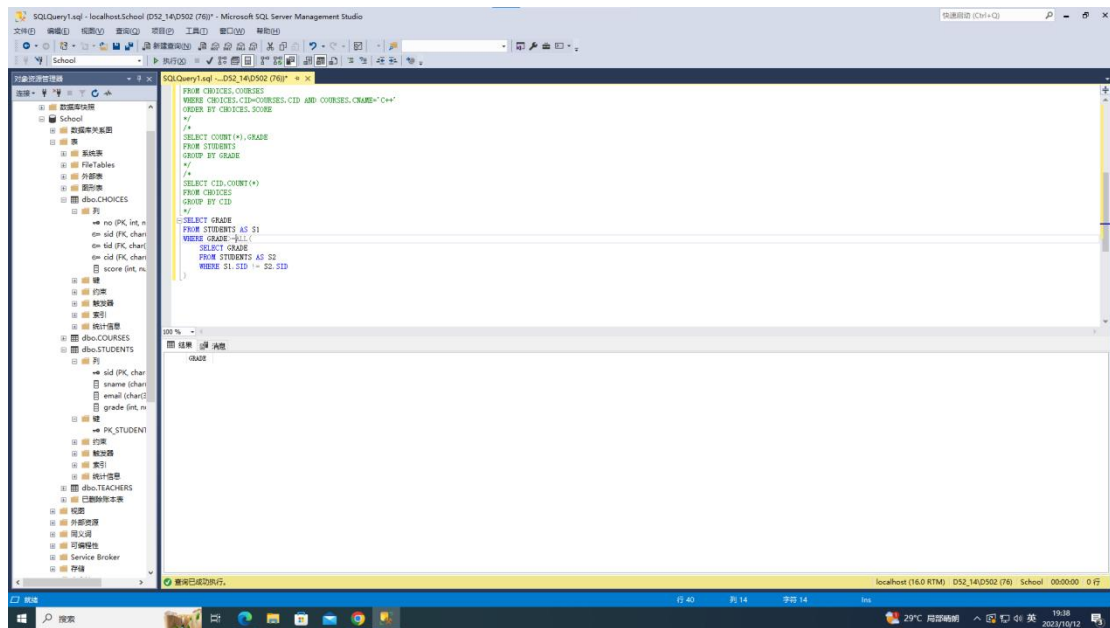 SQLQuery1.sql - localhost.School (D52_14\D502 (76))* - Microsoft SQL Server Management Studio
快速启动 (Ctrl+Q)
文件(F) 编辑(E) 视图(V) 查询(Q) 项目(P) 工具(T) 窗口(W) 帮助(H)
新建查询(N)
School 执行(X)
对象资源管理器
连接
数据库快照
School
数据库关系图
表
系统表
FileTables
外部表
图形表
dbo.CHOICES
列
no (PK, int, n
sid (FK, char(
tid (FK, char(
cid (FK, char(
score (int, nu
键
约束
触发器
索引
统计信息
dbo.COURSES
dbo.STUDENTS
列
sid (PK, char
sname (char(
email (char(3
grade (int, nu
键
PK_STUDENT
约束
触发器
索引
统计信息
dbo.TEACHERS
已删除账本表
视图
外部资源
同义词
可编程性
Service Broker
存储
SQLQuery1.sql -...D52_14\D502 (76))*
FROM CHOICES,COURSES
WHERE CHOICES.CID=COURSES.CID AND COURSES.CNAME='C++'
ORDER BY CHOICES.SCORE
*/
/*
SELECT COUNT(*),GRADE
FROM STUDENTS
GROUP BY GRADE
*/
/*
SELECT CID,COUNT(*)
FROM CHOICES
GROUP BY CID
*/
SELECT GRADE
FROM STUDENTS AS S1
WHERE GRADE>=ALL(
SELECT GRADE
FROM STUDENTS AS S2
WHERE S1.SID != S2.SID
)
100 %
结果 消息
GRADE
查询已成功执行。
localhost (16.0 RTM) D52_14\D502 (76) School 00:00:00 0 行
就绪
行 40 列 14 字符 14 Ins
搜索
29°C 局部晴朗 英 19:38
2023/10/12